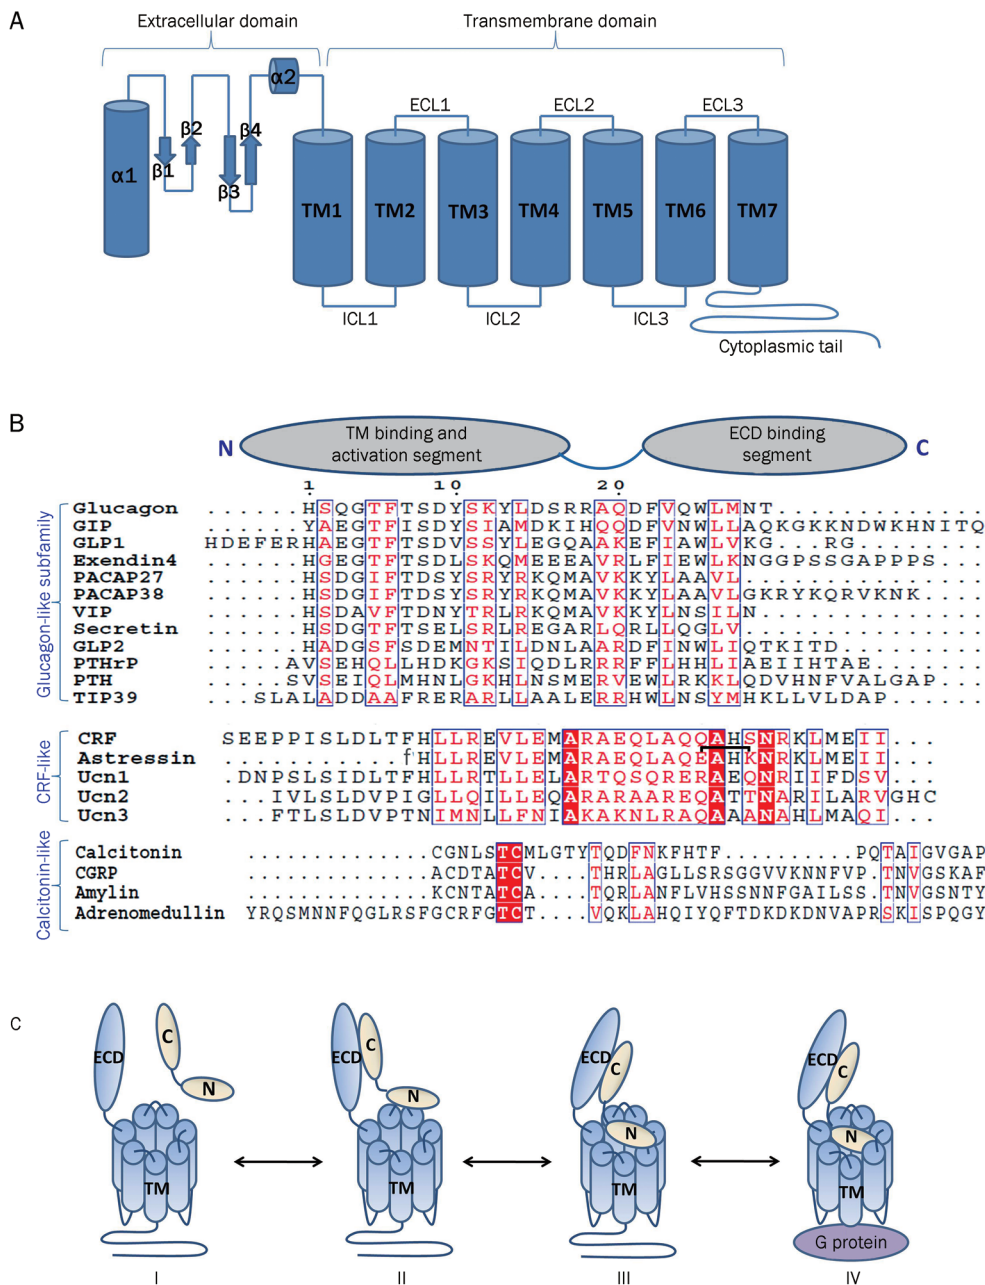 A
Extracellular domain
Transmembrane domain
α2
ECL1
ECL2
ECL3
β2
β4
α1
β1
β3
TM1
TM2
TM3
TM4
TM5
TM6
TM7
ICL1
ICL2
ICL3
Cytoplasmic tail
B
N
TM binding and
activation segment
ECD binding
segment
C
1 10 20
Glucagon-like subfamily
Glucagon ......HSQGTFTSDYSKYLDSRRAQDFVQWLMNT.............
GIP ......YAEGTFTSDYSIAMDKIHQQDFVNWLLAQKGKKNDWKHNITQ
GLP1 HDEFERHAEGTFTSDVSSYLEGQAAKEFIAWLVKG...RG........
Exendin4 ......HGEGTFTSDLSKQMEEEAVRLFIEWLKNGGPSSGAPPPS....
PACAP27 ......HSDGIFTDSYSRYRKQMAVKKYLAAVL...............
PACAP38 ......HSDGIFTDSYSRYRKQMAVKKYLAAVLGKRYKQRVKNK....
VIP ......HSDAVFTDNYTRLRKQMAVKKYLNSILN..............
Secretin ......HSDGTFTSELSRLREGARLQRLLQGLV...............
GLP2 ......HADGSFSDEMNTILDNLAARDFINWLIQTKITD.........
PTHrP .....AVSEHQLLHDKGKSIQDLRRRFFLHHLIAEIIHTAE.......
PTH .....SVSEIQLMHNLGKHLNSMERVEWLRKKLQDVHNFVALGAP...
TIP39 ...SLALADDAAFRERARLLAALERRHWLNSYMHKLLVLDAP......
CRF-like
CRF SEEPPISLDLTFHLLREVLEMARAEQLAQQAHSNRKLMEII...
Astressin ...........fHLLREVLEMARAEQLAQEAHKNRKLMEII...
Ucn1 .DNPSLSIDLTFHLLRTLLELARTQSQRERAEQNRIIFDSV...
Ucn2 ...IVLSLDVPIGLLQILLEQARARAAREQATTNARILARVGHC
Ucn3 ...FTLSLDVPTNIMNLLFNIAKAKNLRAQAAANAHLMAQI...
Calcitonin-like
Calcitonin ...........CGNLSTCMLGTYTQDFNKFHTF........PQTAIGVGAP
CGRP ...........ACDTATCV....THRLAGLLSRSGGVVKNNFVP.TNVGSKAF
Amylin ...........KCNTATCA....TQRLANFLVHSSNNFGAILSS.TNVGSNTY
Adrenomedullin YRQSMNNFQGLRSFGCRFGTCT....VQKLAHQIYQFTDKDKDNVAPRSKISPQGY
C
ECD
C
N
TM
I
ECD
C
N
TM
II
ECD
C
N
TM
III
ECD
C
N
TM
G protein
IV